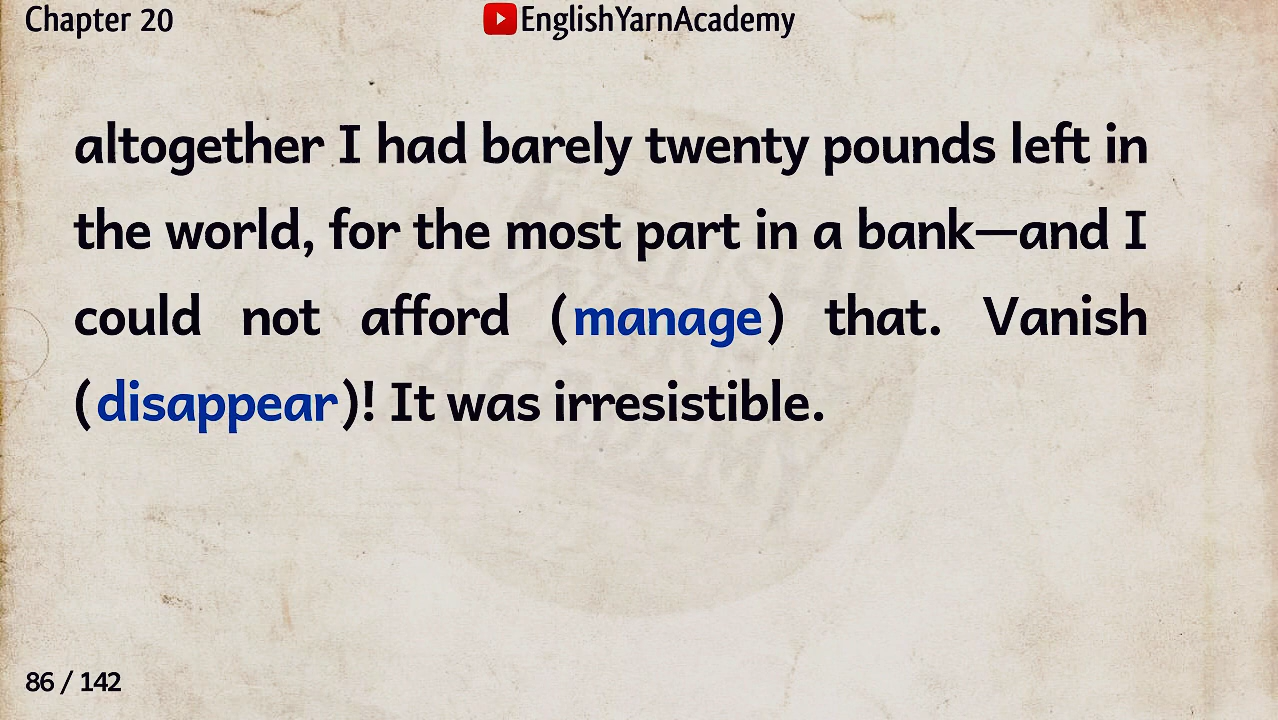 Chapter 20
EnglishYarnAcademy
altogether I had barely twenty pounds left in
the world, for the most part in a bank—and I
could not afford (manage) that. Vanish
(disappear)! It was irresistible.
86 / 142